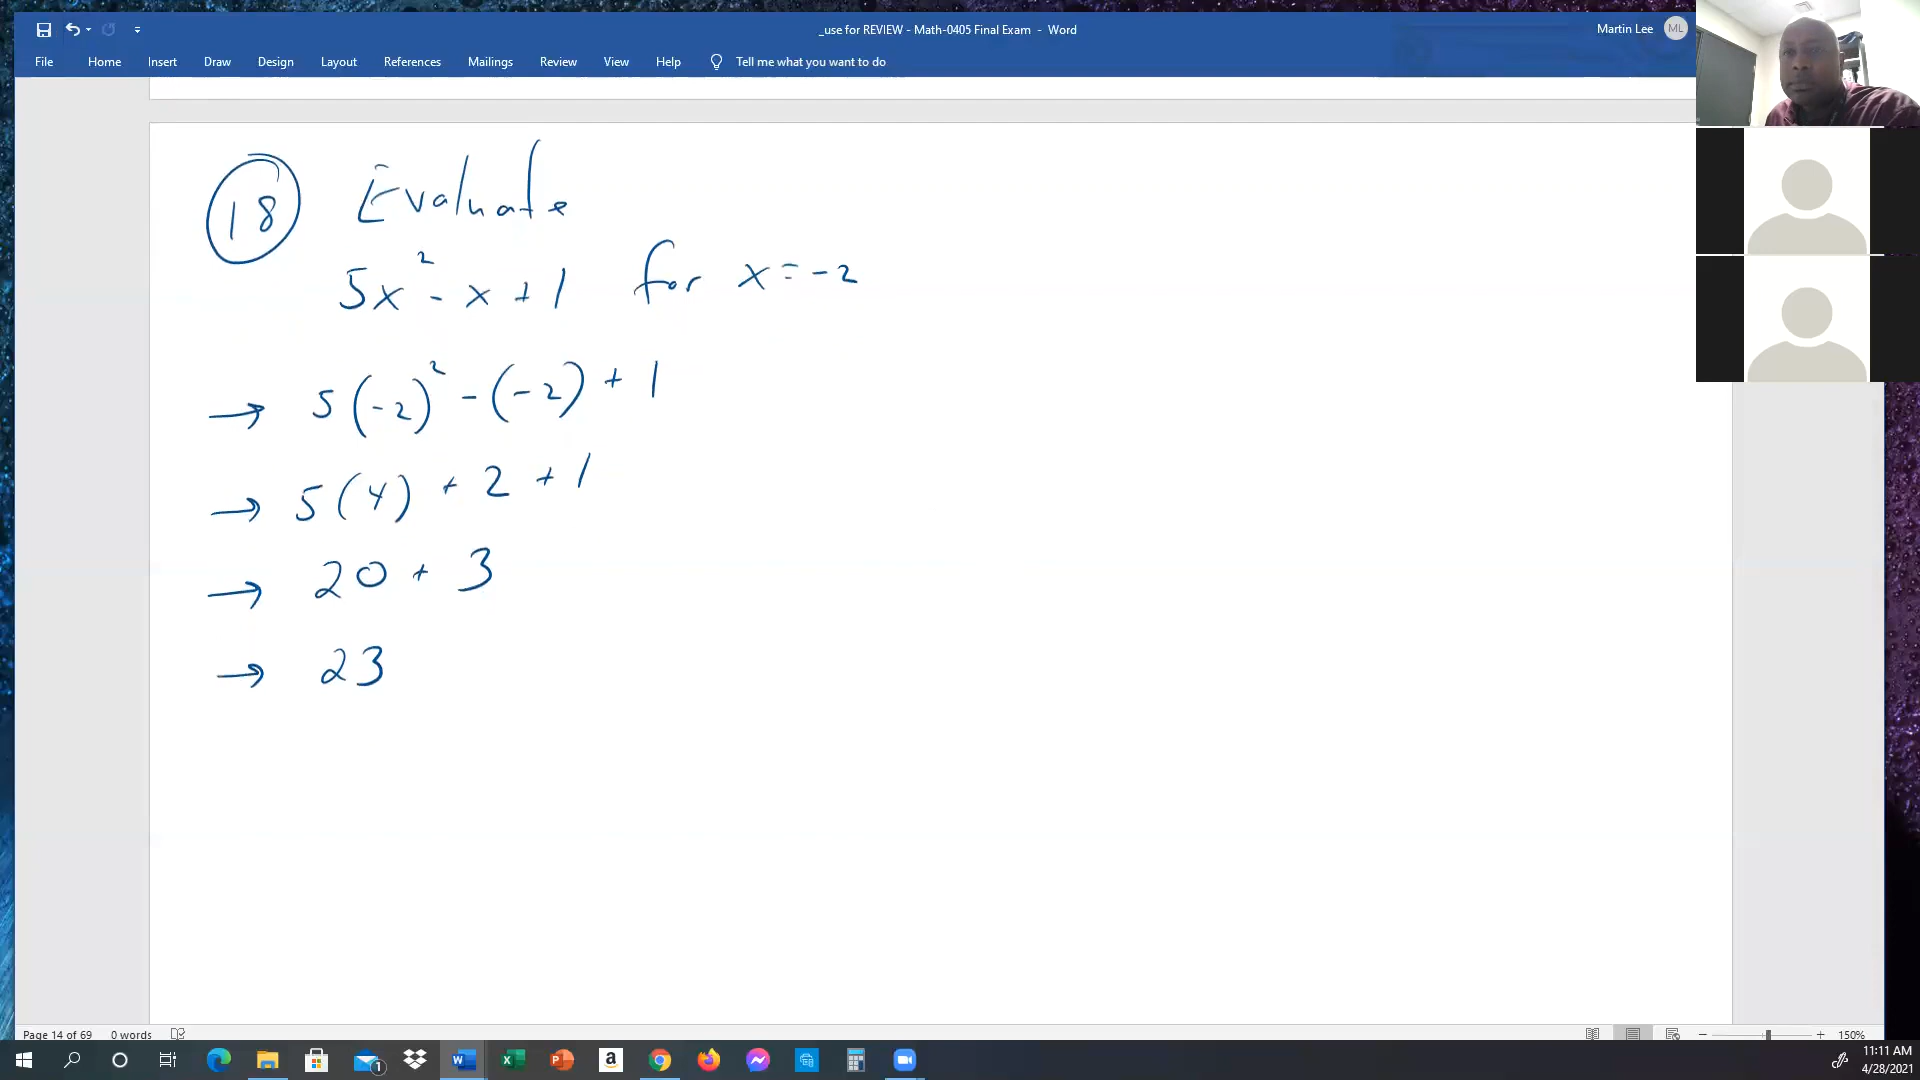 _use for REVIEW - Math-0405 Final Exam - Word
Martin Lee ML
File Home Insert Draw Design Layout References Mailings Review View Help Tell me what you want to do
18 Evaluate
5x² - x + 1 for x = -2
→ 5(-2)² - (-2) + 1
→ 5(4) + 2 + 1
→ 20 + 3
→ 23
Page 14 of 69 0 words 150%
11:11 AM
4/28/2021